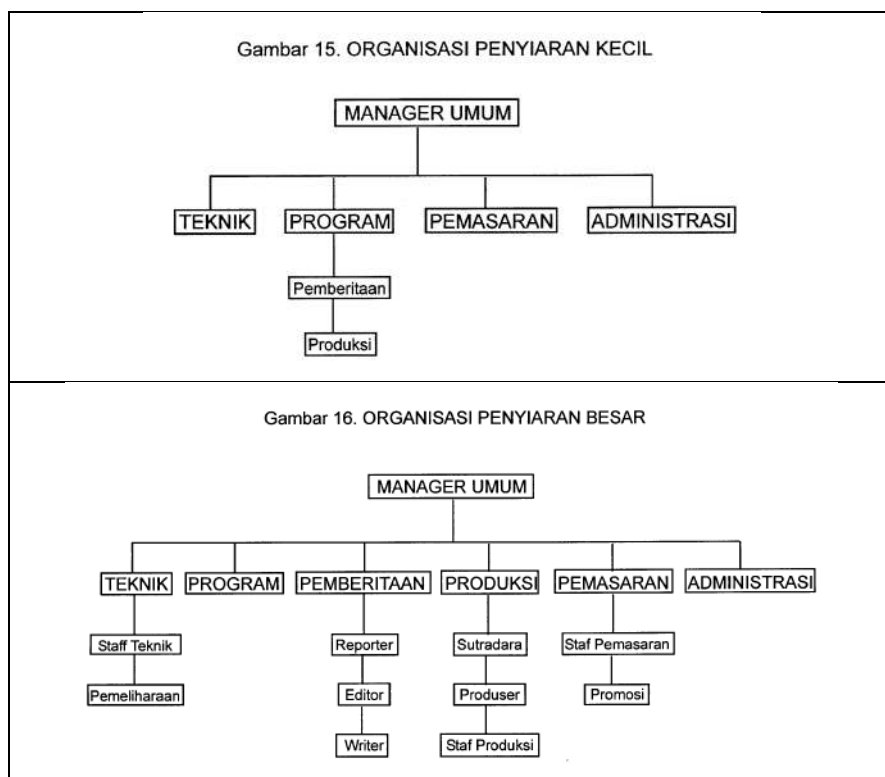 Gambar 15. ORGANISASI PENYIARAN KECIL
MANAGER UMUM
TEKNIK PROGRAM PEMASARAN ADMINISTRASI
Pemberitaan
Produksi
Gambar 16. ORGANISASI PENYIARAN BESAR
MANAGER UMUM
TEKNIK PROGRAM PEMBERITAAN PRODUKSI PEMASARAN ADMINISTRASI
Staff Teknik Reporter Sutradara Staf Pemasaran
Pemeliharaan Editor Produser Promosi
Writer Staf Produksi